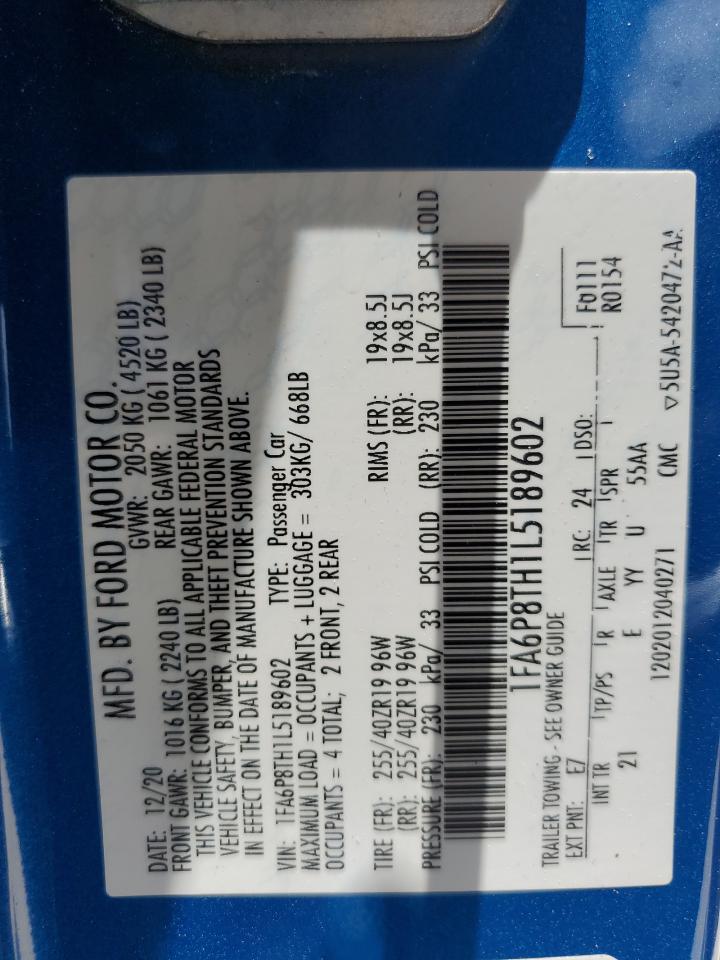 MFD. BY FORD MOTOR CO.
DATE: 12/20 GVWR: 2050 KG ( 4520 LB)
FRONT GAWR: 1016 KG ( 2240 LB) REAR GAWR: 1061 KG ( 2340 LB)
THIS VEHICLE CONFORMS TO ALL APPLICABLE FEDERAL MOTOR
VEHICLE SAFETY, BUMPER, AND THEFT PREVENTION STANDARDS
IN EFFECT ON THE DATE OF MANUFACTURE SHOWN ABOVE.
VIN: 1FA6P8TH1L5189602 TYPE: Passenger Car
MAXIMUM LOAD = OCCUPANTS + LUGGAGE = 303KG/ 668LB
OCCUPANTS = 4 TOTAL; 2 FRONT, 2 REAR
TIRE (FR): 255/40ZR19 96W RIMS (FR): 19x8.5J
(RR): 255/40ZR19 96W (RR): 19x8.5J
PRESSURE (FR): 230 kPa/ 33 PSI COLD (RR): 230 kPa/ 33 PSI COLD
1FA6P8TH1L5189602
TRAILER TOWING - SEE OWNER GUIDE
EXT PNT: E7 RC: 24 DSO: F0111
R0154
INT TR TP/PS R AXLE TR SPR
21 E YY U 55AA
1202012040271 CMC ▽5U5A-5420472-AA